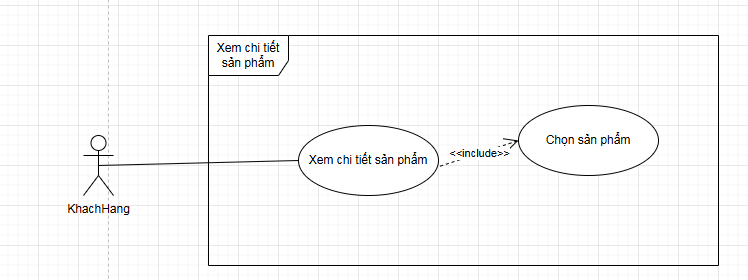 Xem chi tiết
sản phẩm
Chọn sản phẩm
<<include>>
Xem chi tiết sản phẩm
KhachHang